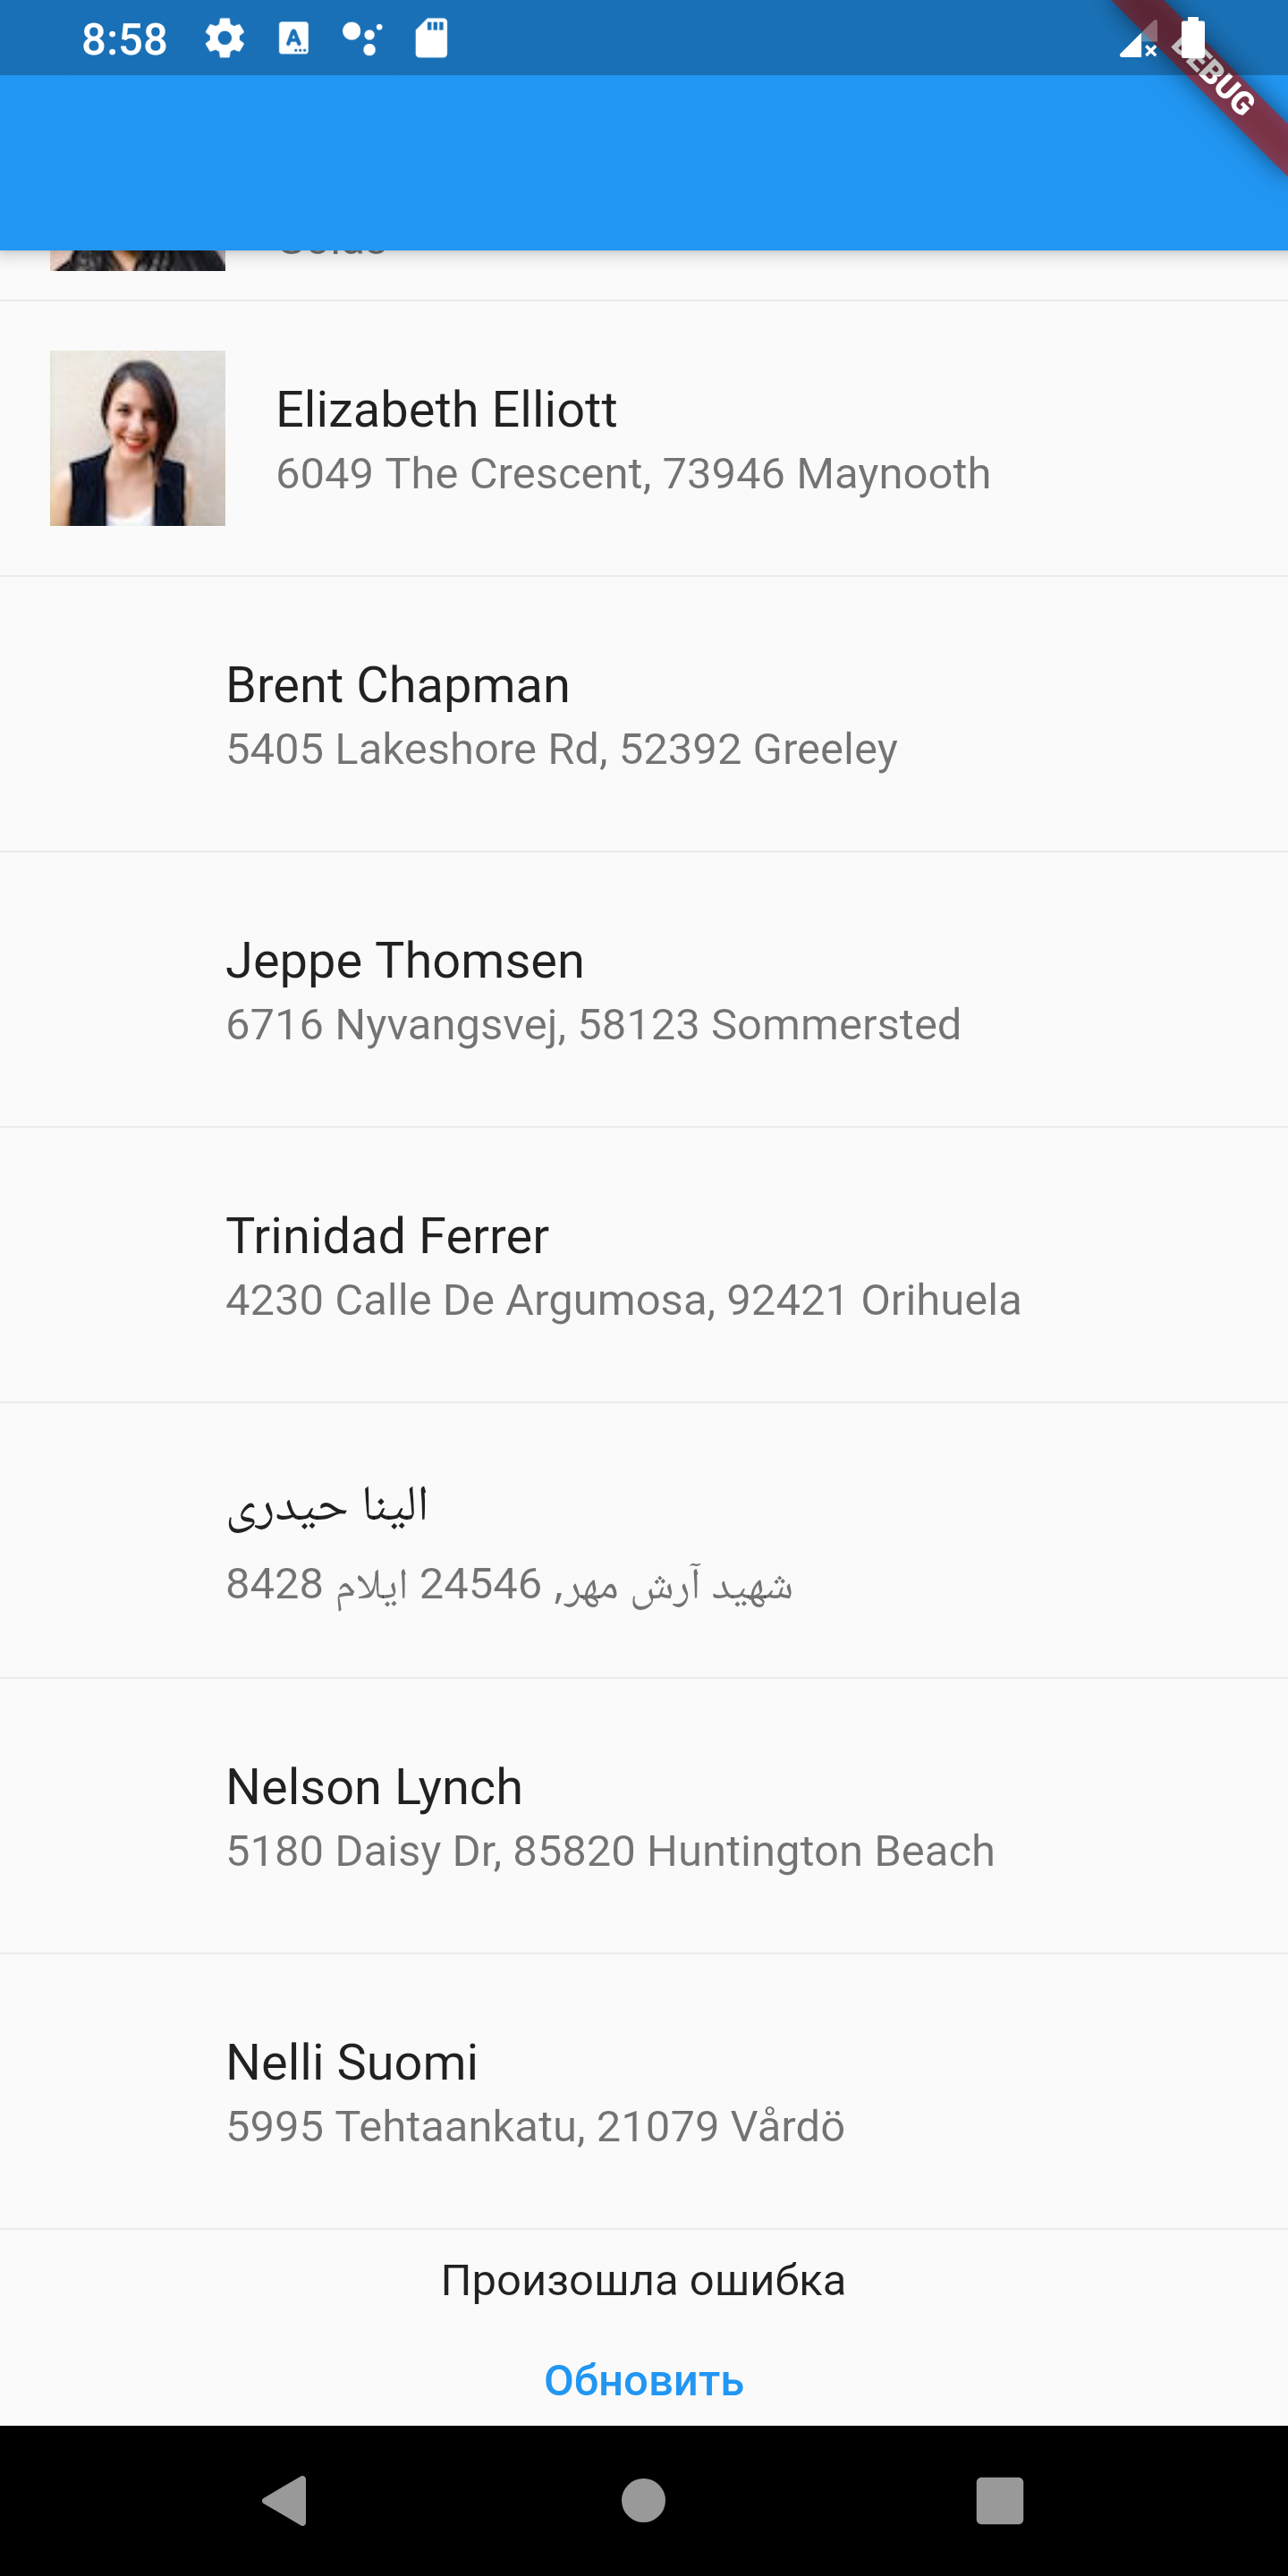 8:58
DEBUG
Elizabeth Elliott
6049 The Crescent, 73946 Maynooth
Brent Chapman
5405 Lakeshore Rd, 52392 Greeley
Jeppe Thomsen
6716 Nyvangsvej, 58123 Sommersted
Trinidad Ferrer
4230 Calle De Argumosa, 92421 Orihuela
الینا حیدری
8428 شهید آرش مهر, 24546 ایلام
Nelson Lynch
5180 Daisy Dr, 85820 Huntington Beach
Nelli Suomi
5995 Tehtaankatu, 21079 Vårdö
Произошла ошибка
Обновить